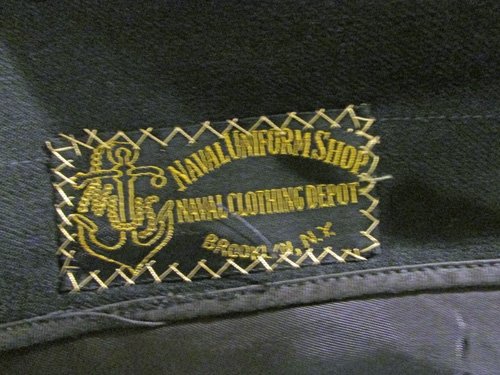 NAVAL UNIFORM SHOP
NAVAL CLOTHING DEPOT
BROOKLYN, N.Y.